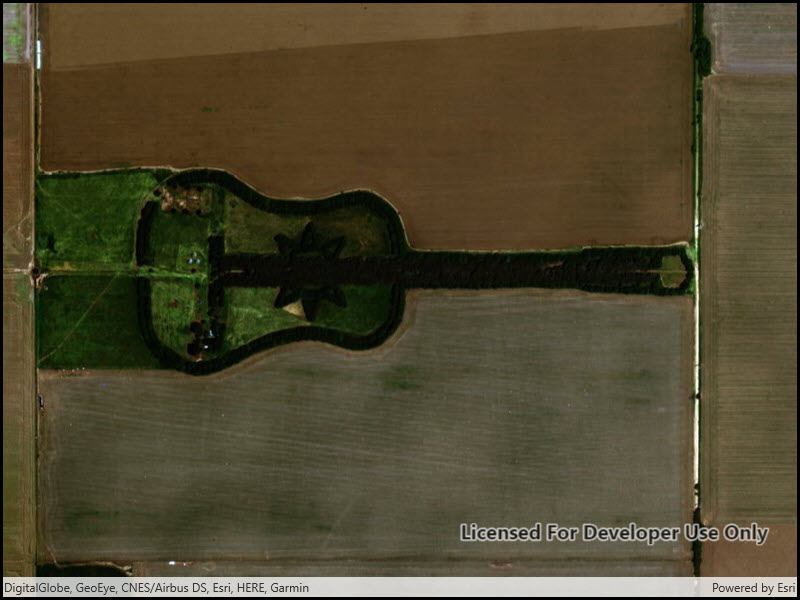 Licensed For Developer Use Only
DigitalGlobe, GeoEye, CNES/Airbus DS, Esri, HERE, Garmin
Powered by Esri